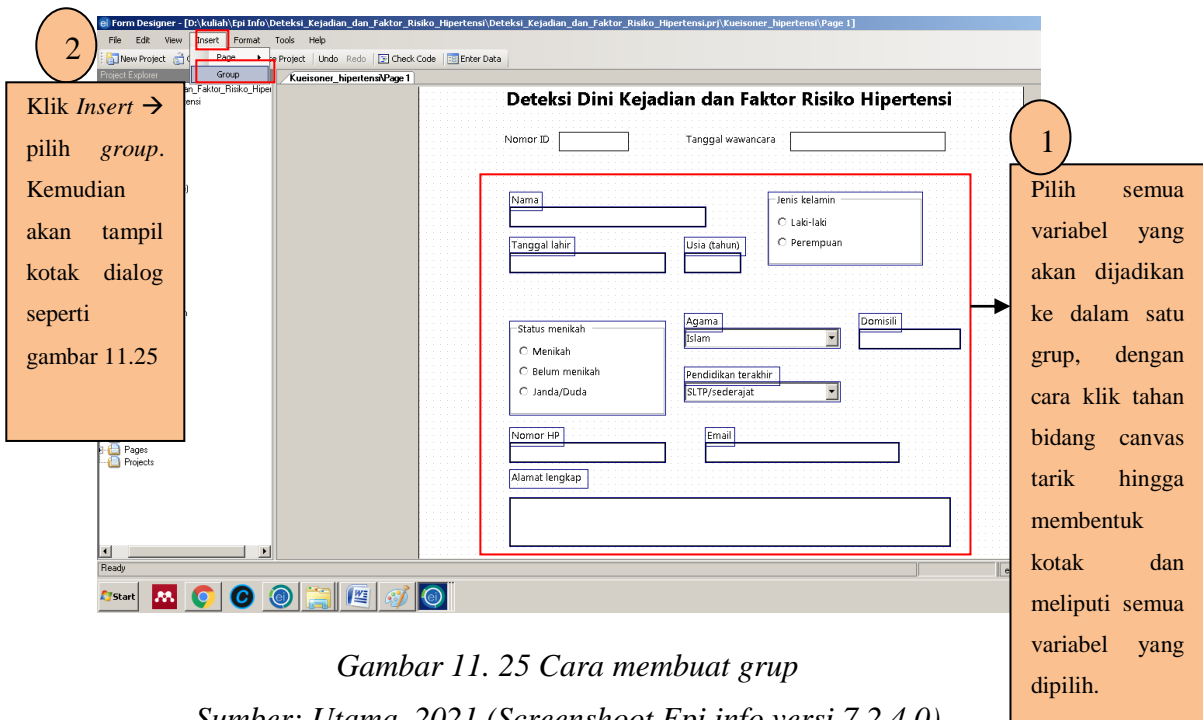 ei Form Designer - [D:\kuliah\Epi Info\Deteksi_Kejadian_dan_Faktor_Risiko_Hipertensi\Deteksi_Kejadian_dan_Faktor_Risiko_Hipertensi.prj\Kueisoner_hipertensi\Page 1]
File Edit View Insert Format Tools Help
New Project Page Project Undo Redo Check Code Enter Data
Project Explorer Group Kueisoner_hipertensi\Page 1
an_Faktor_Risiko_Hiper
ensi
2
Klik Insert →
pilih group.
Kemudian
akan tampil
kotak dialog
seperti
gambar 11.25
Deteksi Dini Kejadian dan Faktor Risiko Hipertensi
Nomor ID Tanggal wawancara
Nama Jenis kelamin
Laki-laki
Tanggal lahir Usia (tahun) Perempuan
Status menikah Agama Domisili
Islam
Menikah
Belum menikah Pendidikan terakhir
Janda/Duda SLTP/sederajat
Nomor HP Email
Alamat lengkap
Pages
Projects
Ready
Start
1
Pilih semua
variabel yang
akan dijadikan
ke dalam satu
grup, dengan
cara klik tahan
bidang canvas
tarik hingga
membentuk
kotak dan
meliputi semua
variabel yang
dipilih.
Gambar 11. 25 Cara membuat grup
Sumber: Utama, 2021 (Screenshoot Epi info versi 7.2.4.0)